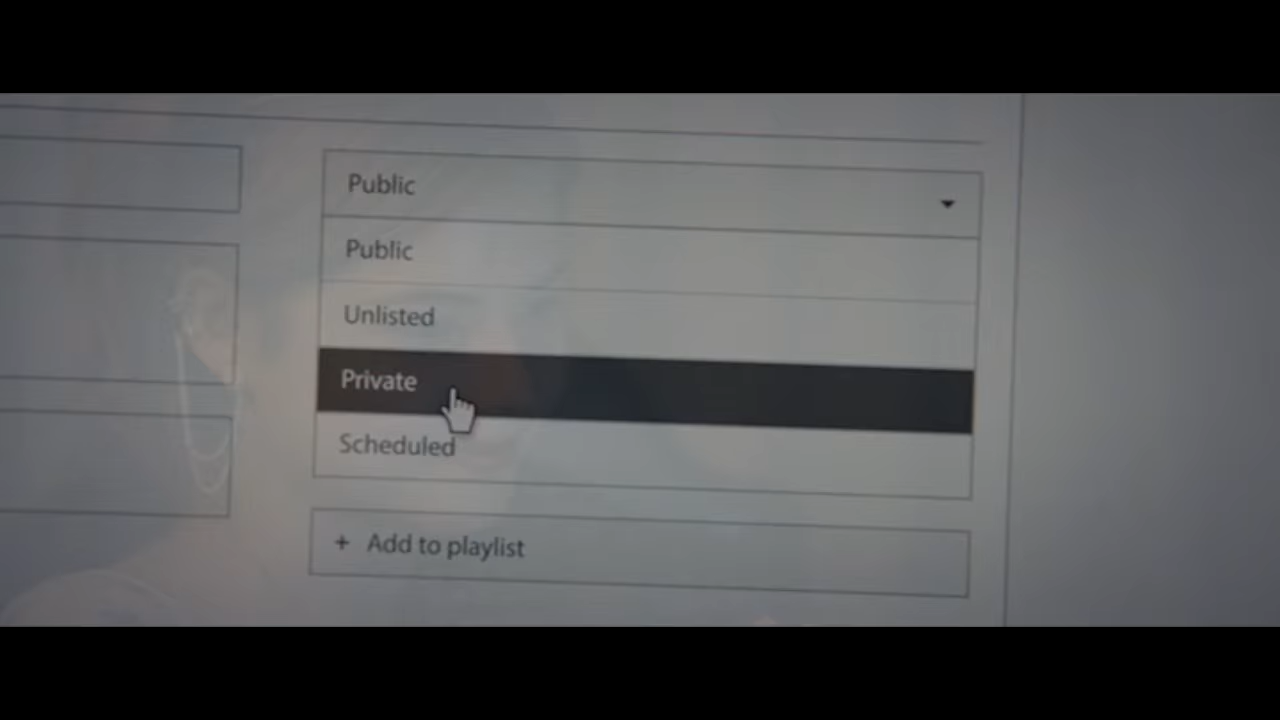 Public
Public
Unlisted
Private
Scheduled
+ Add to playlist